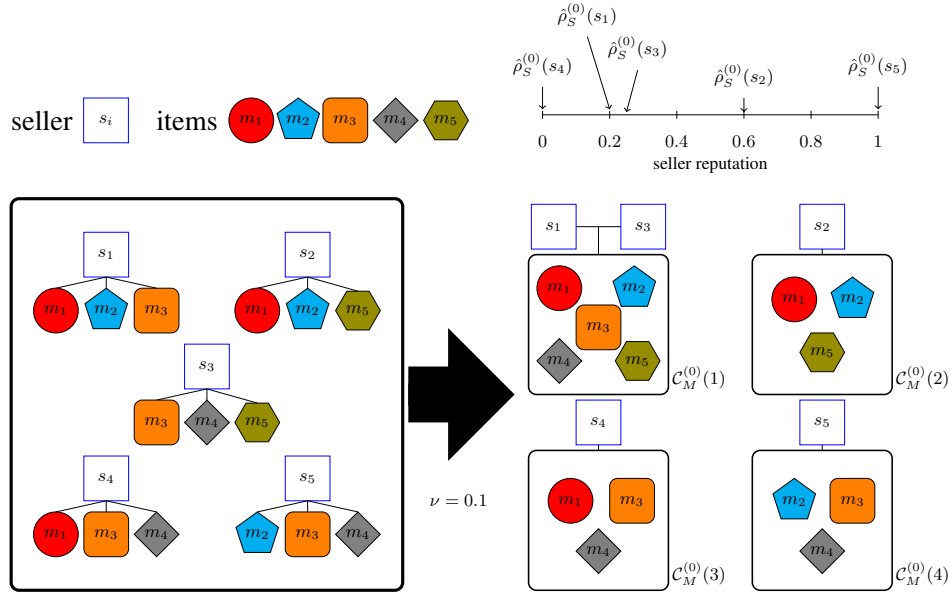 ρ̂_S^(0)(s_1)
ρ̂_S^(0)(s_3)
ρ̂_S^(0)(s_4) ρ̂_S^(0)(s_2) ρ̂_S^(0)(s_5)
seller s_i items m_1 m_2 m_3 m_4 m_5
0 0.2 0.4 0.6 0.8 1
seller reputation
s_1 s_2
m_1 m_2 m_3 m_1 m_2 m_5
s_3
m_3 m_4 m_5
s_4 s_5
m_1 m_3 m_4 m_2 m_3 m_4
ν = 0.1
s_1 s_3
m_1 m_2
m_3
m_4 m_5
C_M^(0)(1)
s_2
m_1 m_2
m_5
C_M^(0)(2)
s_4
m_1 m_3
m_4
C_M^(0)(3)
s_5
m_2 m_3
m_4
C_M^(0)(4)